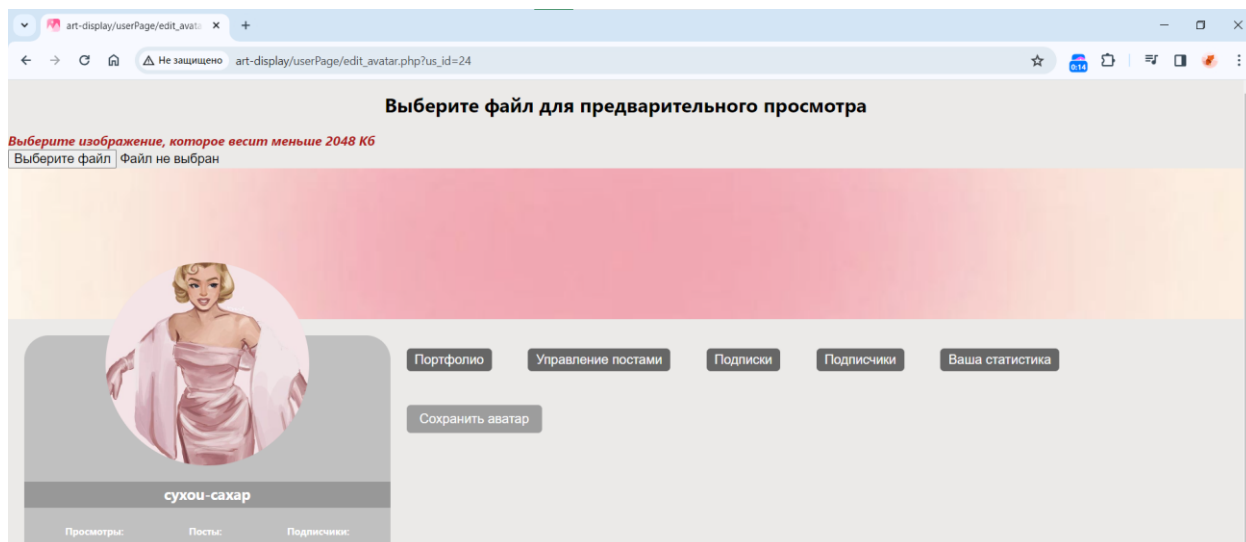 art-display/userPage/edit_avata
Не защищено art-display/userPage/edit_avatar.php?us_id=24
0:14
Выберите файл для предварительного просмотра
Выберите изображение, которое весит меньше 2048 Кб
Выберите файл Файл не выбран
Портфолио Управление постами Подписки Подписчики Ваша статистика
Сохранить аватар
сухои-сахар
Просмотры: Посты: Подписчики: